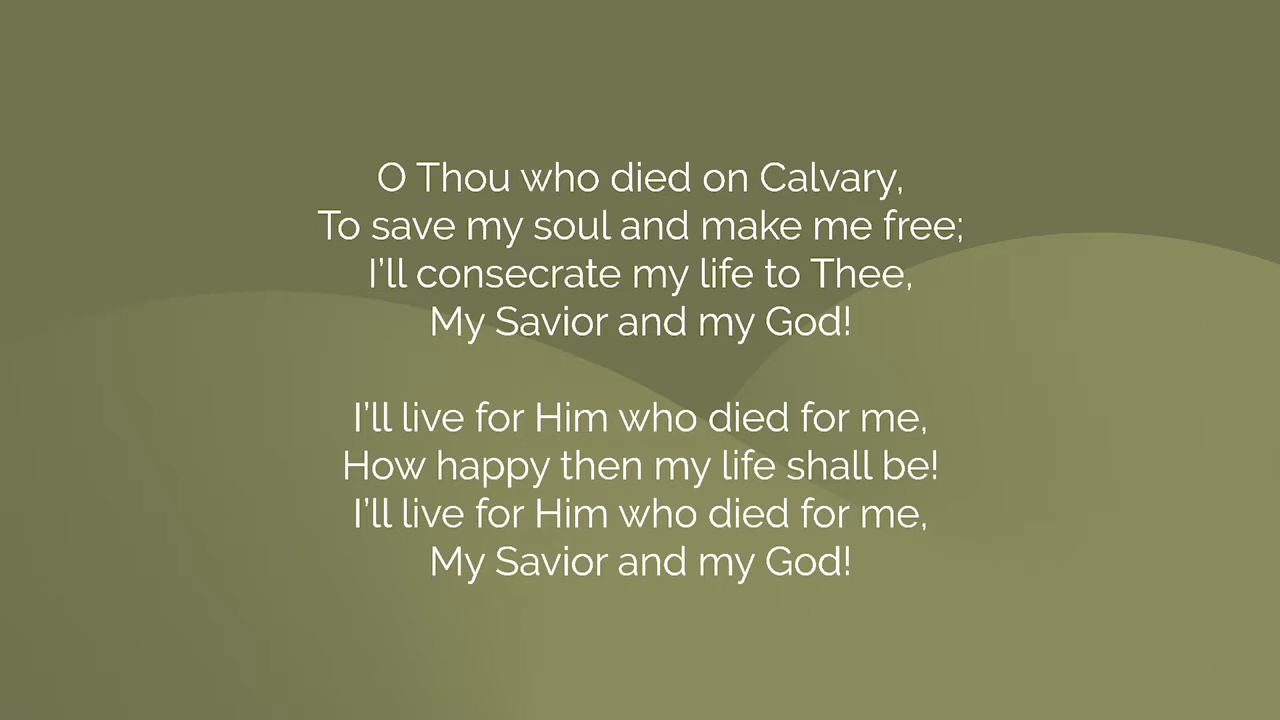 O Thou who died on Calvary,
To save my soul and make me free;
I’ll consecrate my life to Thee,
My Savior and my God!
I’ll live for Him who died for me,
How happy then my life shall be!
I’ll live for Him who died for me,
My Savior and my God!